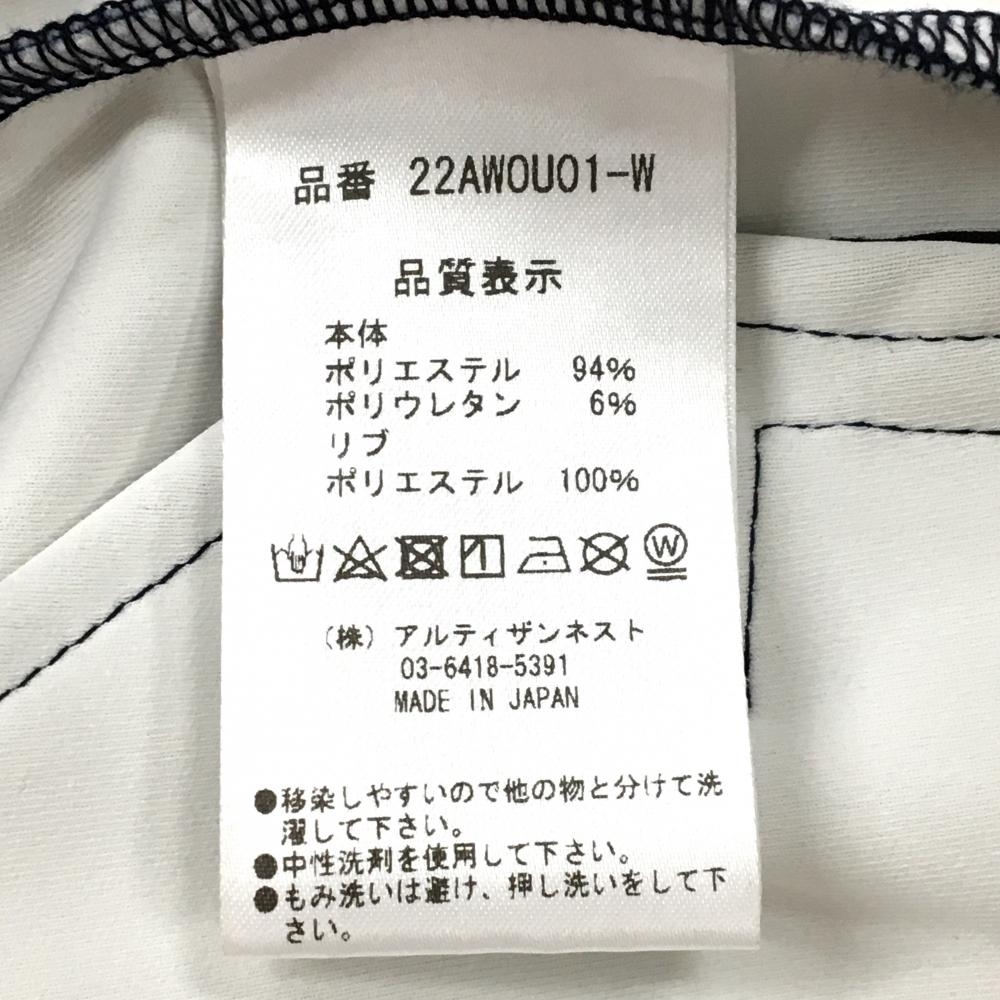 品番 22AWOU01-W
品質表示
本体
ポリエステル 94%
ポリウレタン 6%
リブ
ポリエステル 100%
W
(株) アルティザンネスト
03-6418-5391
MADE IN JAPAN
●移染しやすいので他の物と分けて洗
濯して下さい。
●中性洗剤を使用して下さい。
●もみ洗いは避け、押し洗いをして下
さい。